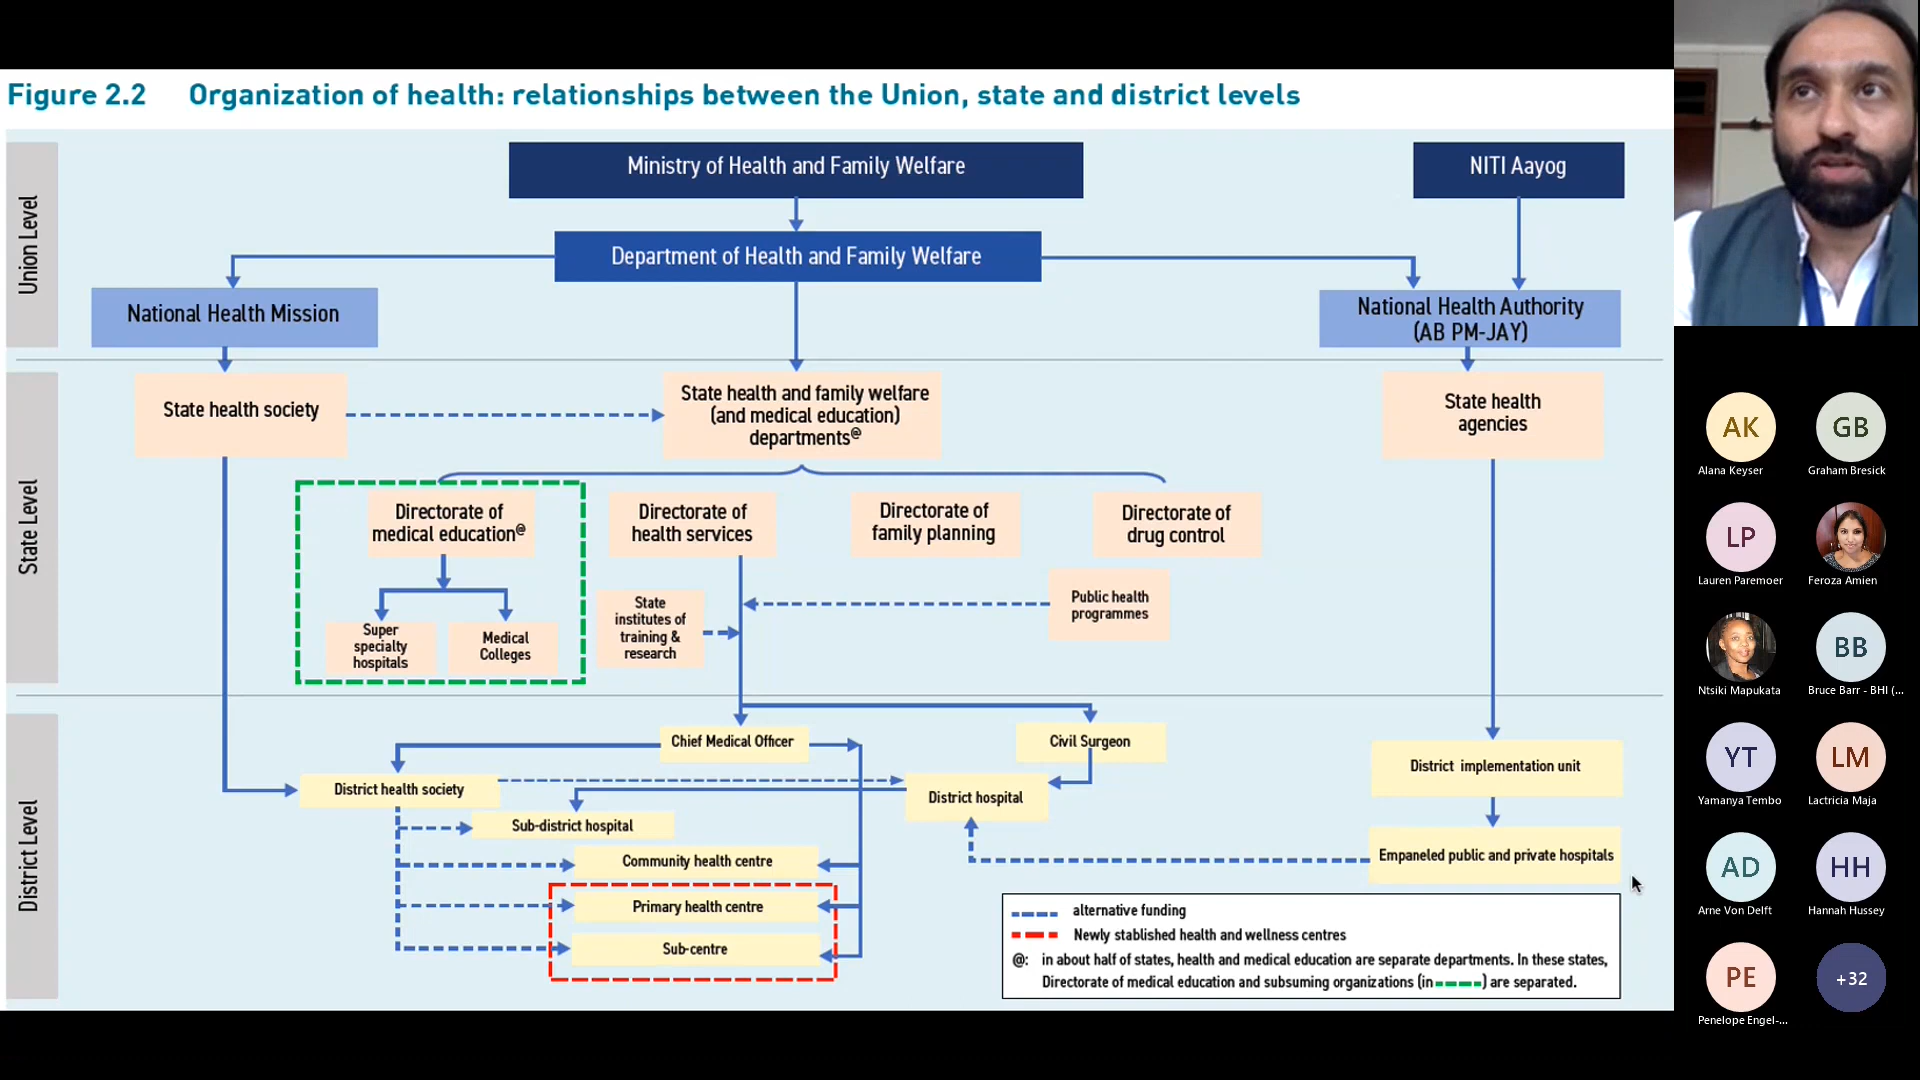 Figure 2.2 Organization of health: relationships between the Union, state and district levels
Union Level
Ministry of Health and Family Welfare
NITI Aayog
Department of Health and Family Welfare
National Health Mission
National Health Authority
(AB PM-JAY)
State Level
State health society
State health and family welfare
(and medical education)
departments@
State health
agencies
Directorate of
medical education@
Directorate of
health services
Directorate of
family planning
Directorate of
drug control
Super
specialty
hospitals
Medical
Colleges
State
institutes of
training &
research
Public health
programmes
District Level
Chief Medical Officer
Civil Surgeon
District health society
District hospital
District implementation unit
Sub-district hospital
Community health centre
Empaneled public and private hospitals
Primary health centre
Sub-centre
alternative funding
Newly stablished health and wellness centres
@: in about half of states, health and medical education are separate departments. In these states,
Directorate of medical education and subsuming organizations (in ) are separated.
AK
Alana Keyser
GB
Graham Bresick
LP
Lauren Paremoer
Feroza Amien
Ntsiki Mapukata
BB
Bruce Barr - BHI (...
YT
Yamanya Tembo
LM
Lactricia Maja
AD
Arne Von Delft
HH
Hannah Hussey
PE
Penelope Engel-...
+32